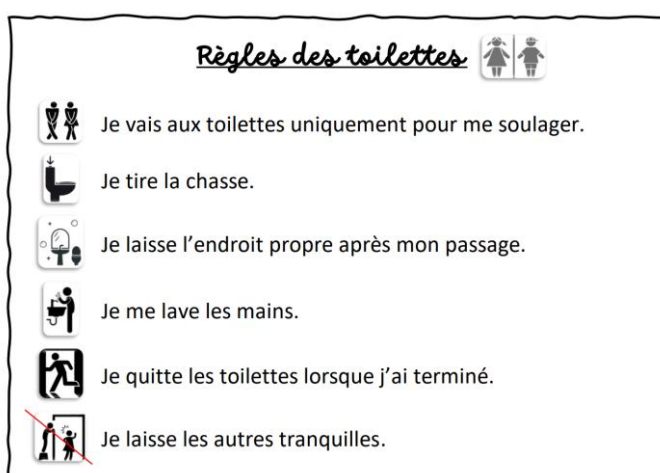 Règles des toilettes
Je vais aux toilettes uniquement pour me soulager.
Je tire la chasse.
Je laisse l'endroit propre après mon passage.
Je me lave les mains.
Je quitte les toilettes lorsque j'ai terminé.
Je laisse les autres tranquilles.